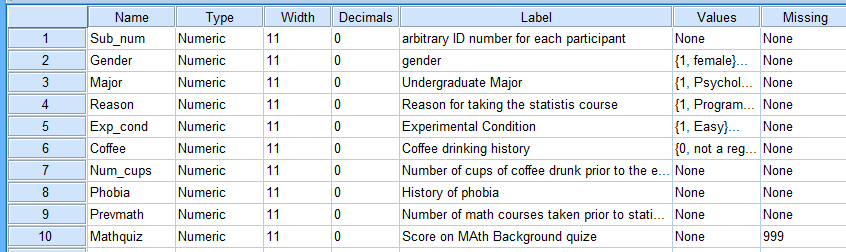 Name Type Width Decimals Label Values Missing
1 Sub_num Numeric 11 0 arbitrary ID number for each participant None None
2 Gender Numeric 11 0 gender {1, female}... None
3 Major Numeric 11 0 Undergraduate Major {1, Psychol... None
4 Reason Numeric 11 0 Reason for taking the statistis course {1, Program... None
5 Exp_cond Numeric 11 0 Experimental Condition {1, Easy}... None
6 Coffee Numeric 11 0 Coffee drinking history {0, not a reg... None
7 Num_cups Numeric 11 0 Number of cups of coffee drunk prior to the e... None None
8 Phobia Numeric 11 0 History of phobia None None
9 Prevmath Numeric 11 0 Number of math courses taken prior to stati... None None
10 Mathquiz Numeric 11 0 Score on MAth Background quize None 999